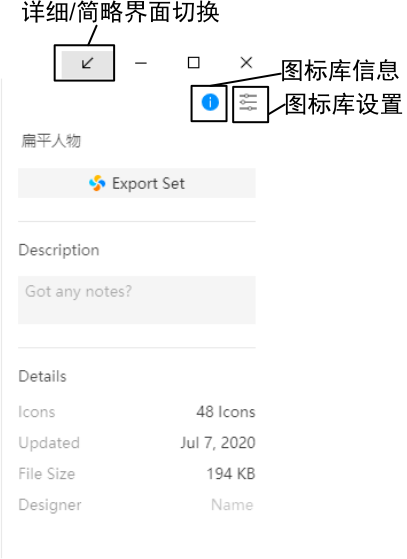 详细/简略界面切换
图标库信息
图标库设置
扁平人物
Export Set
Description
Got any notes?
Details
Icons 48 Icons
Updated Jul 7, 2020
File Size 194 KB
Designer Name